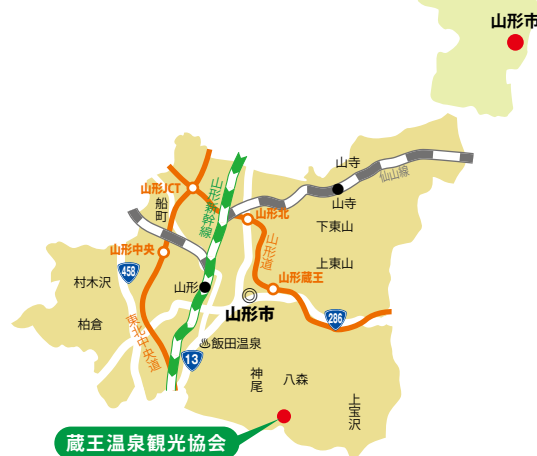 山形市
山寺
仙山線
山形JCT
山形新幹線
船町
山寺
山形北
下東山
山形道
山形中央
上東山
458
山形蔵王
村木沢
山形
山形市
286
柏倉
東北中央道
飯田温泉
13
神尾
八森
上宝沢
蔵王温泉観光協会